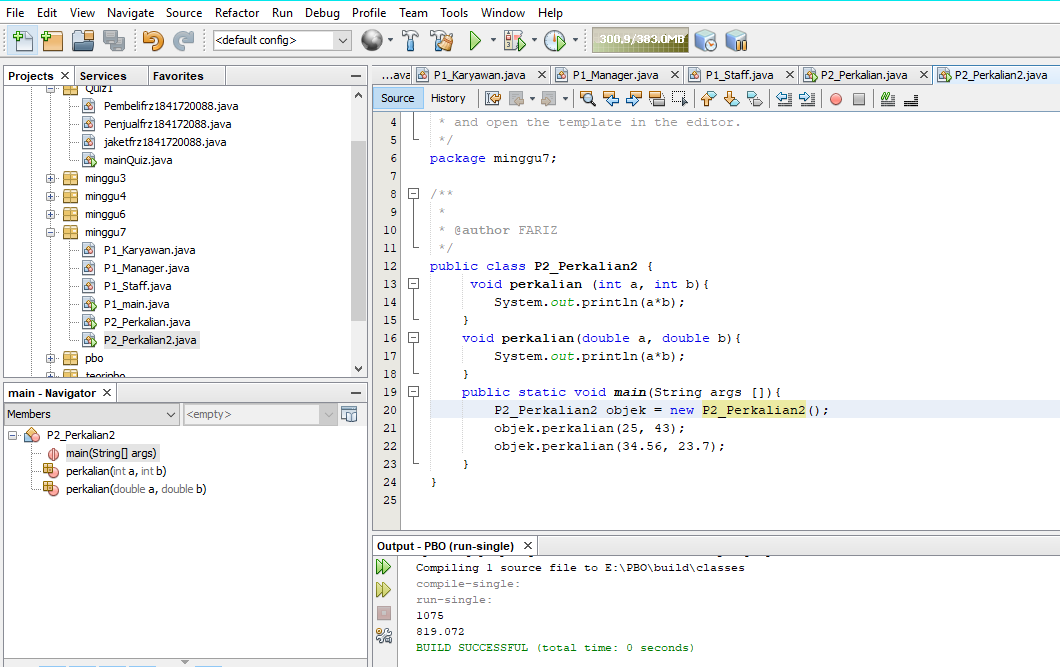 File Edit View Navigate Source Refactor Run Debug Profile Team Tools Window Help
<default config> 300,9/383,0MB
Projects Services Favorites
Quiz1
Pembelifrz1841720088.java
Penjualfrz184172088.java
jaketfrz1841720088.java
mainQuiz.java
minggu3
minggu4
minggu6
minggu7
P1_Karyawan.java
P1_Manager.java
P1_Staff.java
P1_main.java
P2_Perkalian.java
P2_Perkalian2.java
pbo
teoripbo
main - Navigator
Members <empty>
P2_Perkalian2
main(String[] args)
perkalian(int a, int b)
perkalian(double a, double b)
...ava P1_Karyawan.java P1_Manager.java P1_Staff.java P2_Perkalian.java P2_Perkalian2.java
Source History
4 * and open the template in the editor.
5 */
6 package minggu7;
7
8 /**
9 *
10 * @author FARIZ
11 */
12 public class P2_Perkalian2 {
13 void perkalian (int a, int b){
14 System.out.println(a*b);
15 }
16 void perkalian(double a, double b){
17 System.out.println(a*b);
18 }
19 public static void main(String args []){
20 P2_Perkalian2 objek = new P2_Perkalian2();
21 objek.perkalian(25, 43);
22 objek.perkalian(34.56, 23.7);
23 }
24 }
25
Output - PBO (run-single)
Compiling 1 source file to E:\PBO\build\classes
compile-single:
run-single:
1075
819.072
BUILD SUCCESSFUL (total time: 0 seconds)